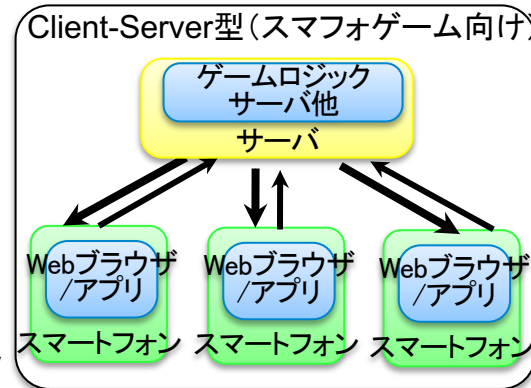 Client-Server型(スマフォゲーム向け)
ゲームロジック
サーバ他
サーバ
Webブラウザ
/アプリ
スマートフォン
Webブラウザ
/アプリ
スマートフォン
Webブラウザ
/アプリ
スマートフォン